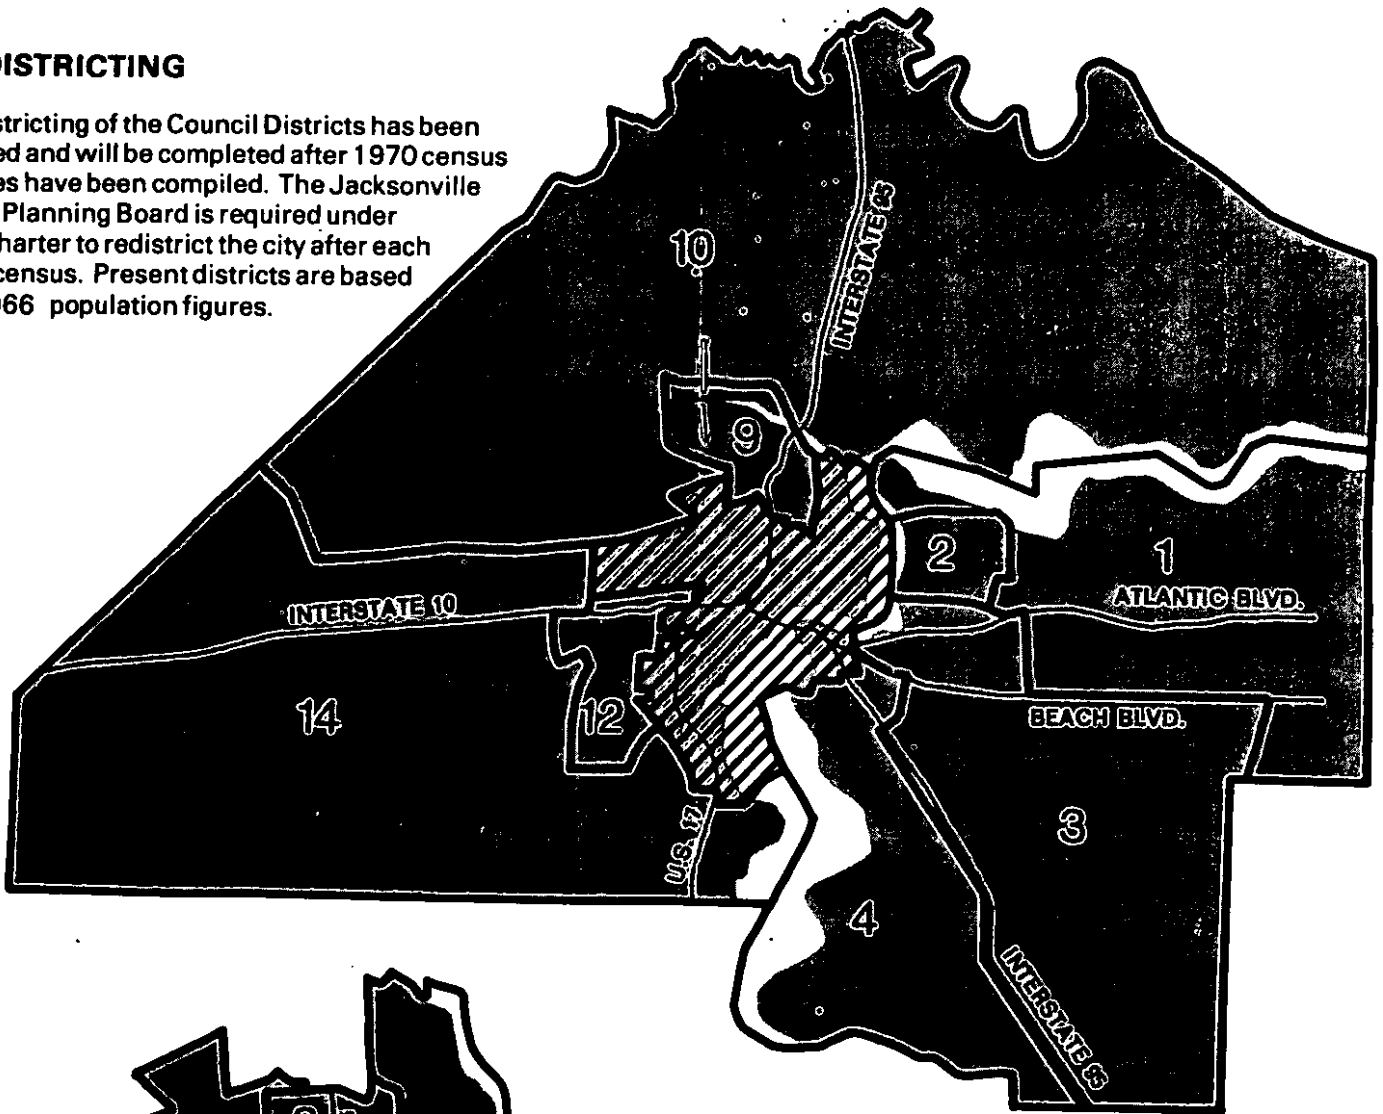 DISTRICTING
stricting of the Council Districts has been
ed and will be completed after 1970 census
es have been compiled. The Jacksonville
Planning Board is required under
harter to redistrict the city after each
census. Present districts are based
66 population figures.
10
INTERSTATE 95
9
2
1
ATLANTIC BLVD.
INTERSTATE 10
14
12
BEACH BLVD.
3
U.S. 17
4
INTERSTATE 95